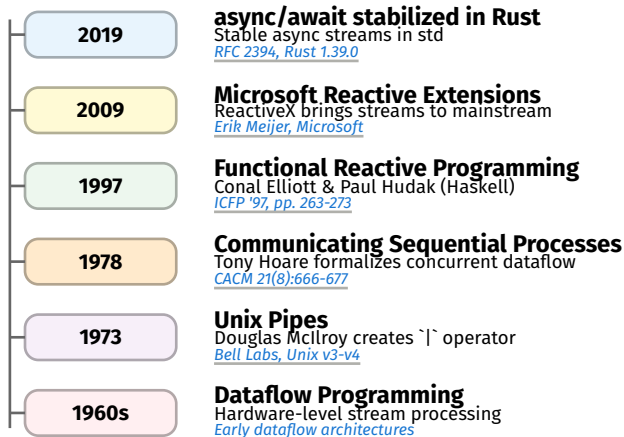 2019
async/await stabilized in Rust
Stable async streams in std
RFC 2394, Rust 1.39.0
2009
Microsoft Reactive Extensions
ReactiveX brings streams to mainstream
Erik Meijer, Microsoft
1997
Functional Reactive Programming
Conal Elliott & Paul Hudak (Haskell)
ICFP '97, pp. 263-273
1978
Communicating Sequential Processes
Tony Hoare formalizes concurrent dataflow
CACM 21(8):666-677
1973
Unix Pipes
Douglas McIlroy creates `|` operator
Bell Labs, Unix v3-v4
1960s
Dataflow Programming
Hardware-level stream processing
Early dataflow architectures